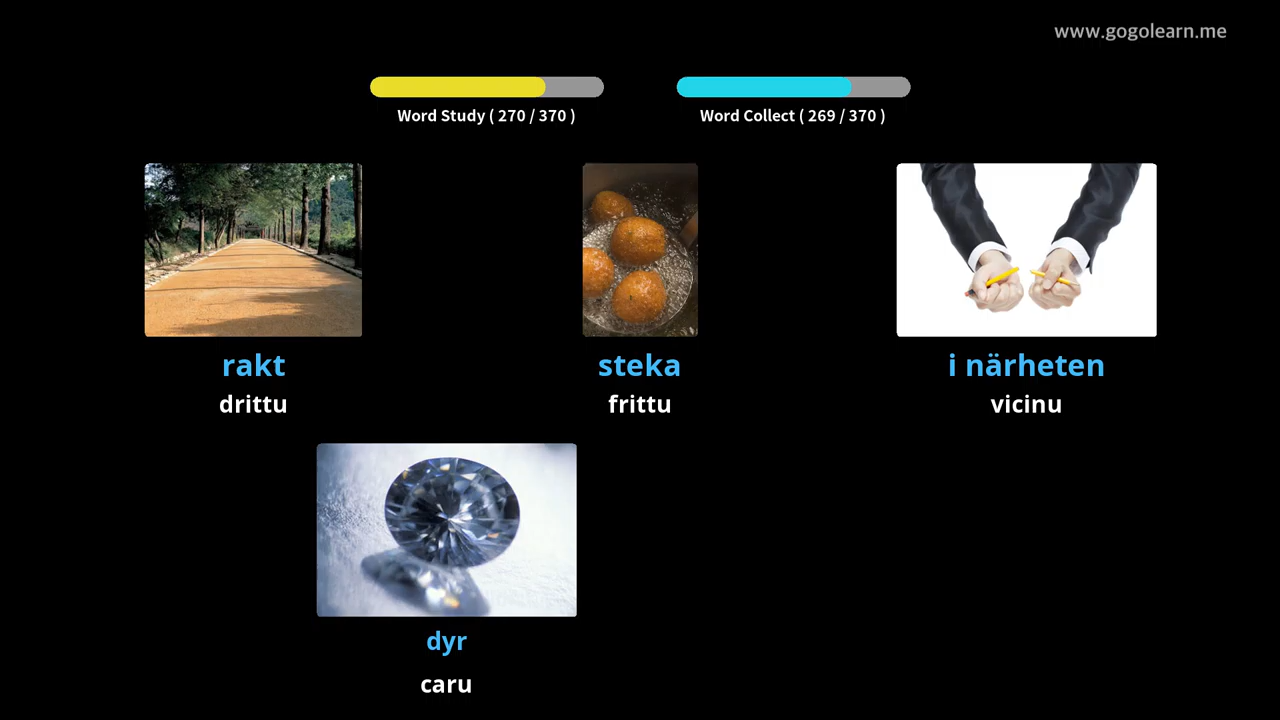 www.gogolearn.me
Word Study ( 270 / 370 )
Word Collect ( 269 / 370 )
rakt
drittu
steka
frittu
i närheten
vicinu
dyr
caru